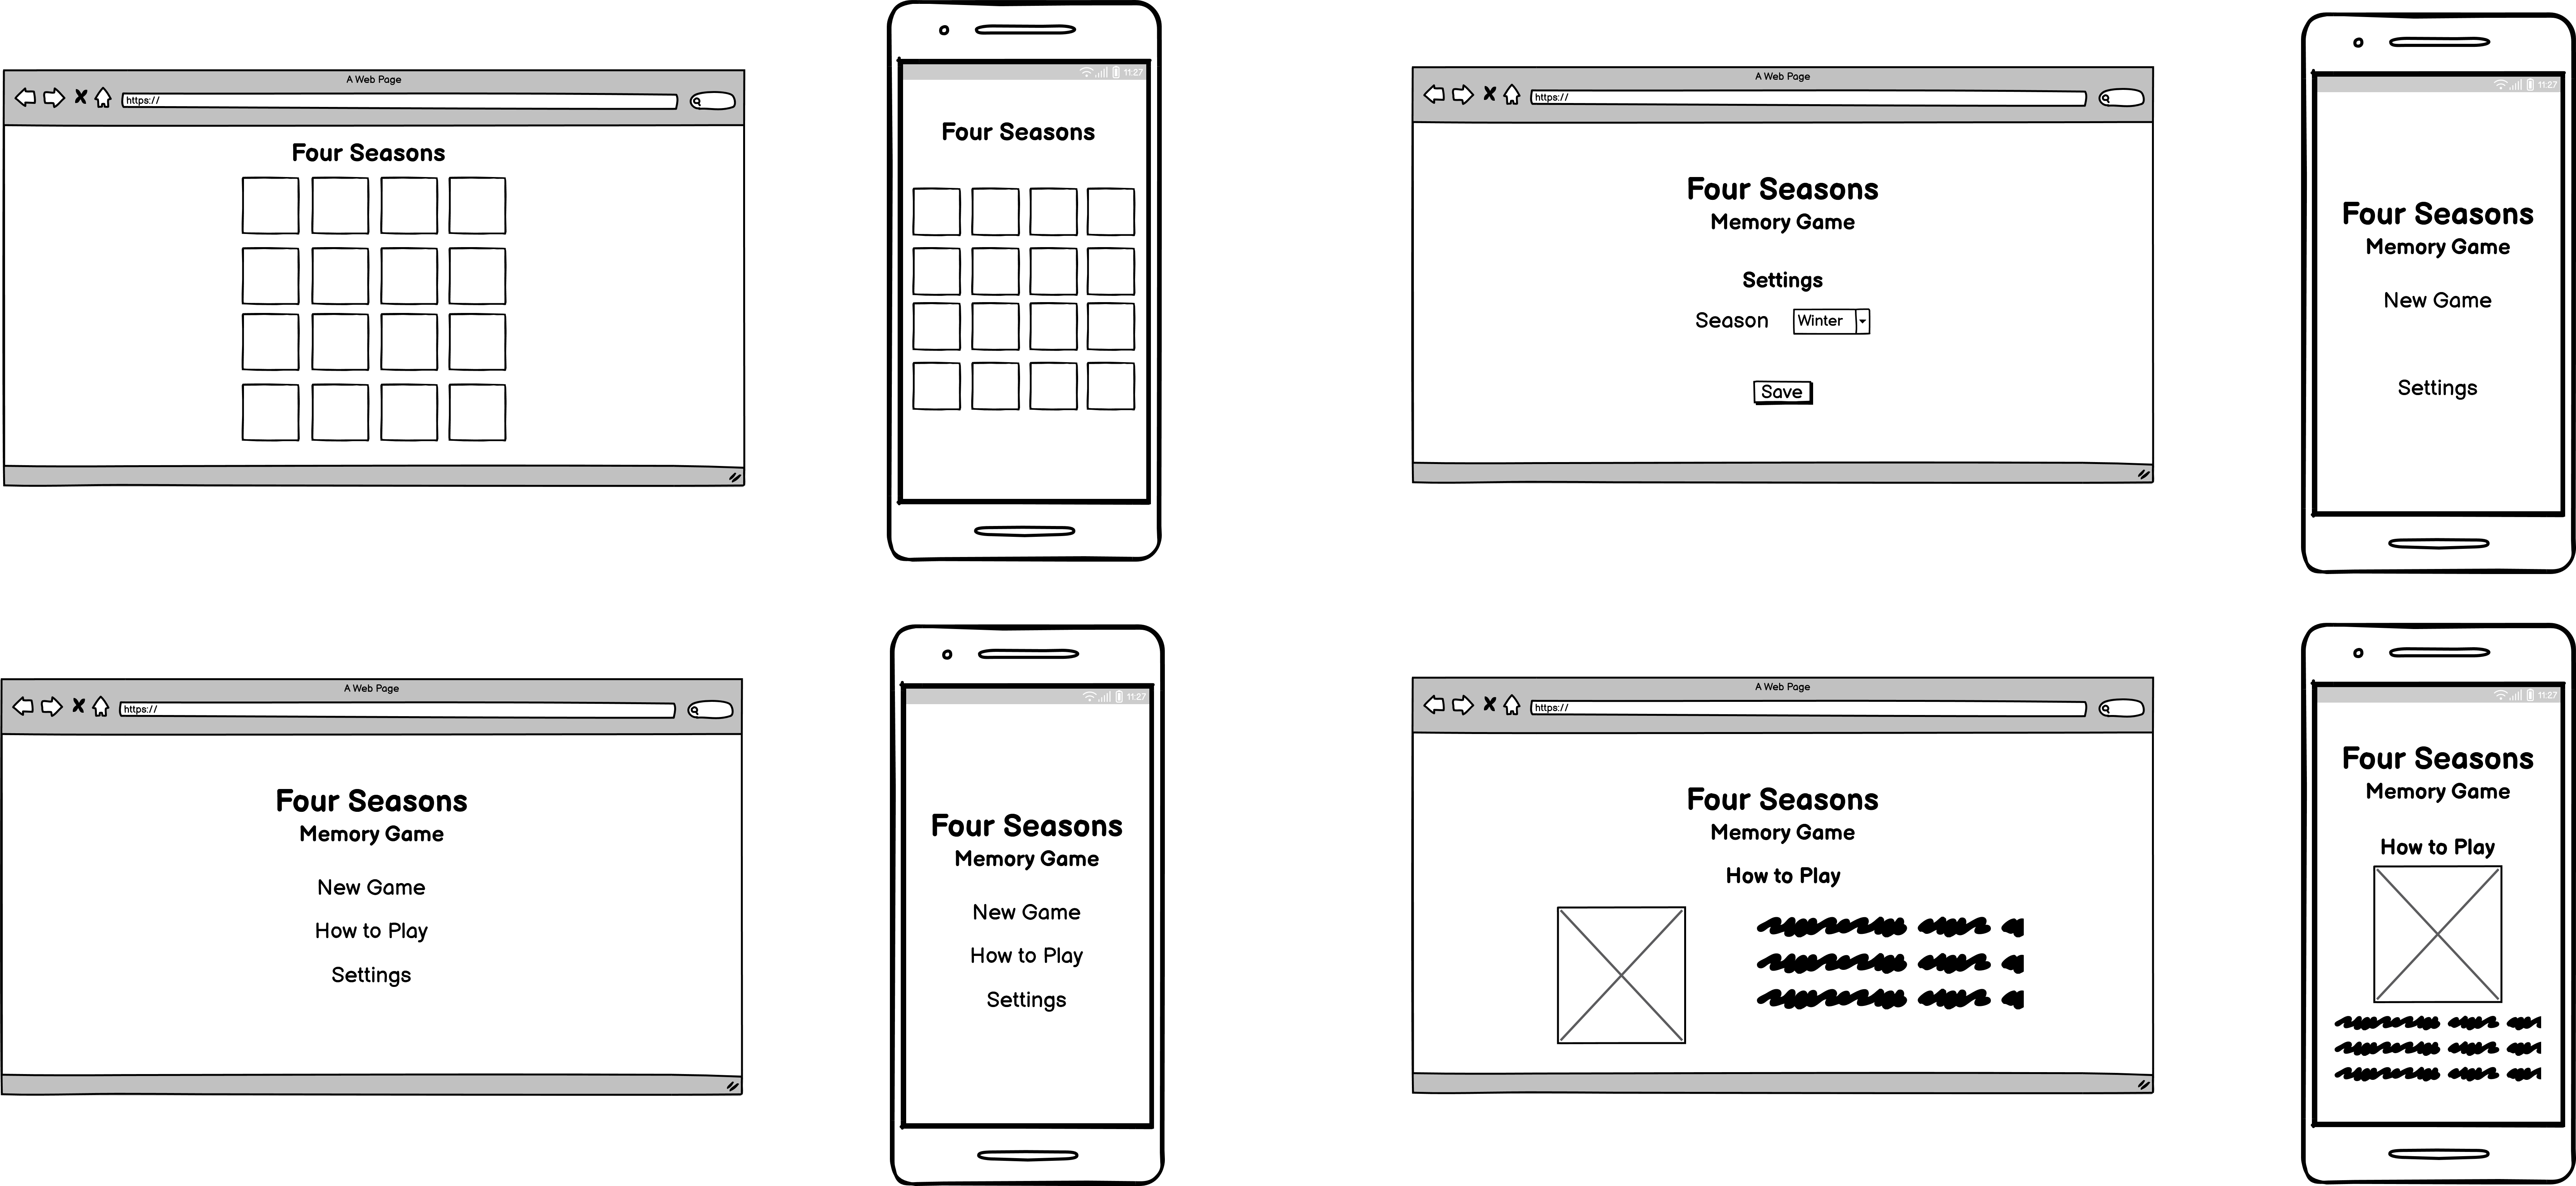 A Web Page
https://
Four Seasons
11:27
Four Seasons
A Web Page
https://
Four Seasons
Memory Game
Settings
Season Winter
Save
11:27
Four Seasons
Memory Game
New Game
Settings
A Web Page
https://
Four Seasons
Memory Game
New Game
How to Play
Settings
11:27
Four Seasons
Memory Game
New Game
How to Play
Settings
A Web Page
https://
Four Seasons
Memory Game
How to Play
11:27
Four Seasons
Memory Game
How to Play